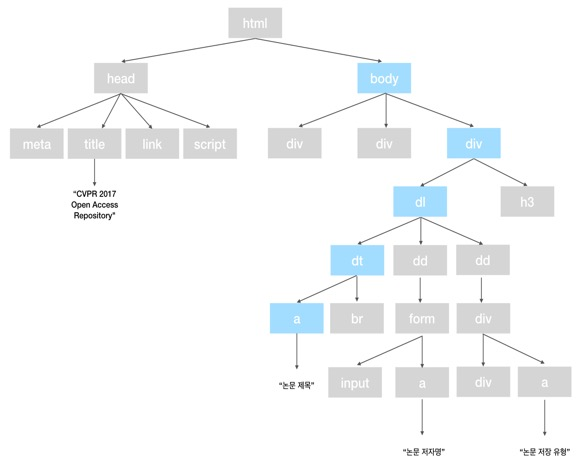 html
head
body
meta
title
link
script
div
div
div
"CVPR 2017
Open Access
Repository"
dl
h3
dt
dd
dd
a
br
form
div
"논문 제목"
input
a
div
a
"논문 저자명"
"논문 저장 유형"